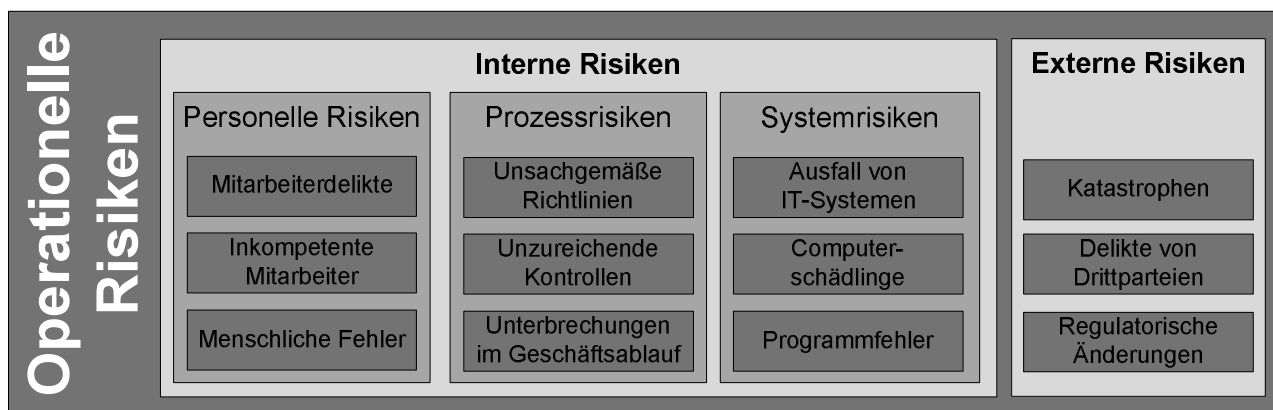 Operationelle
Risiken
Interne Risiken
Personelle Risiken
Mitarbeiterdelikte
Inkompetente
Mitarbeiter
Menschliche Fehler
Prozessrisiken
Unsachgemäße
Richtlinien
Unzureichende
Kontrollen
Unterbrechungen
im Geschäftsablauf
Systemrisiken
Ausfall von
IT-Systemen
Computer-
schädlinge
Programmfehler
Externe Risiken
Katastrophen
Delikte von
Drittparteien
Regulatorische
Änderungen